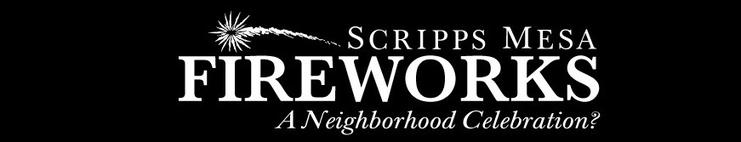 SCRIPPS MESA
FIREWORKS
A Neighborhood Celebration?